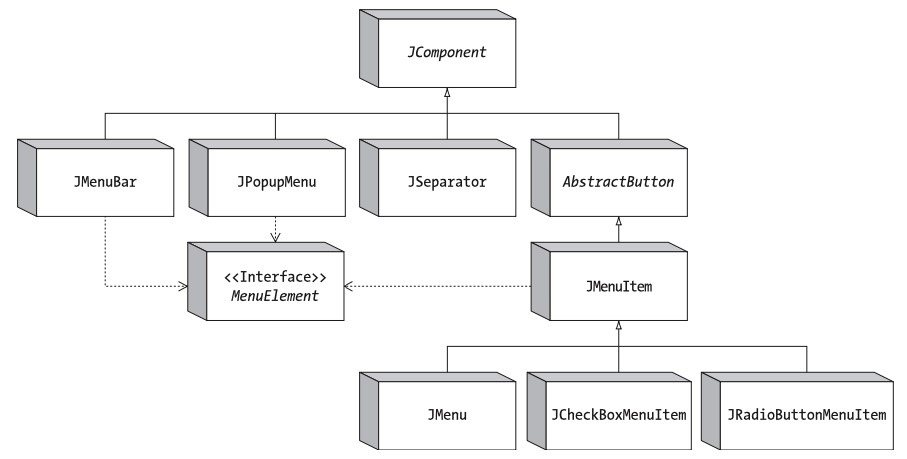 JComponent
JMenuBar
JPopupMenu
JSeparator
AbstractButton
<<Interface>>
MenuElement
JMenuItem
JMenu
JCheckBoxMenuItem
JRadioButtonMenuItem